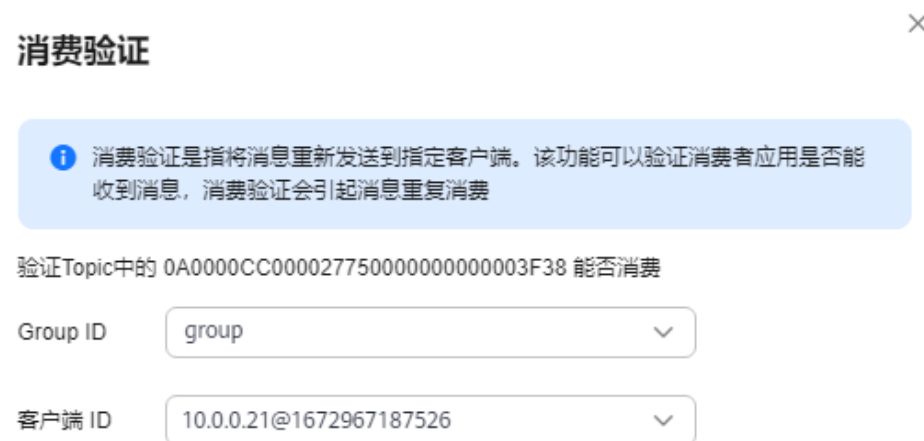 消费验证
消费验证是指将消息重新发送到指定客户端。该功能可以验证消费者应用是否能
收到消息，消费验证会引起消息重复消费
验证Topic中的 0A0000CC00002775000000000003F38 能否消费
Group ID group
客户端 ID 10.0.0.21@1672967187526